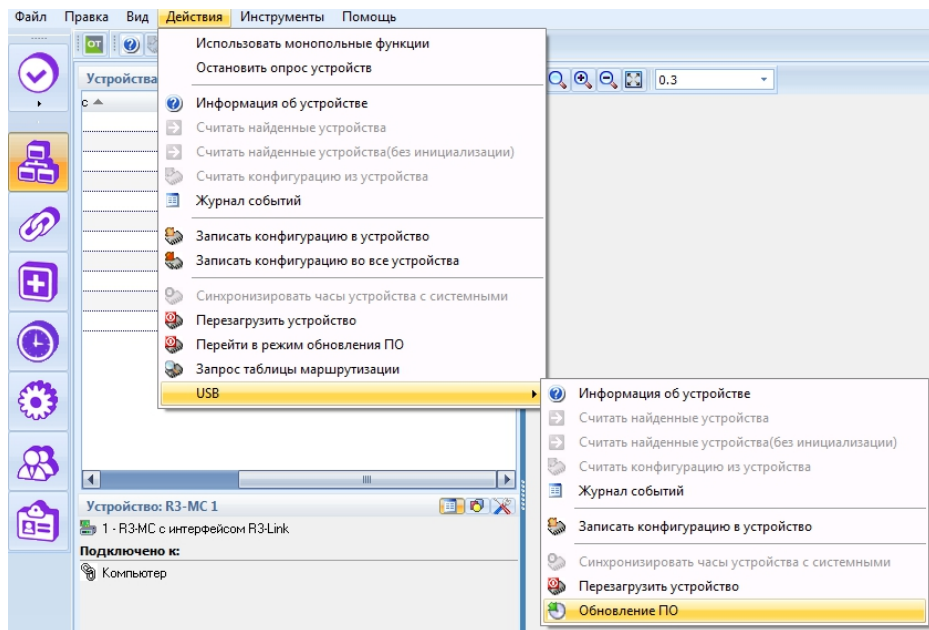 Файл Правка Вид Действия Инструменты Помощь
ОТ
Использовать монопольные функции
Остановить опрос устройств
Устройства
0.3
с
Информация об устройстве
Считать найденные устройства
Считать найденные устройства(без инициализации)
Считать конфигурацию из устройства
Журнал событий
Записать конфигурацию в устройство
Записать конфигурацию во все устройства
Синхронизировать часы устройства с системными
Перезагрузить устройство
Перейти в режим обновления ПО
Запрос таблицы маршрутизации
USB
Информация об устройстве
Считать найденные устройства
Считать найденные устройства(без инициализации)
Считать конфигурацию из устройства
Журнал событий
Записать конфигурацию в устройство
Синхронизировать часы устройства с системными
Перезагрузить устройство
Обновление ПО
Устройство: R3-МС 1
1 - R3-МС с интерфейсом R3-Link
Подключено к:
Компьютер